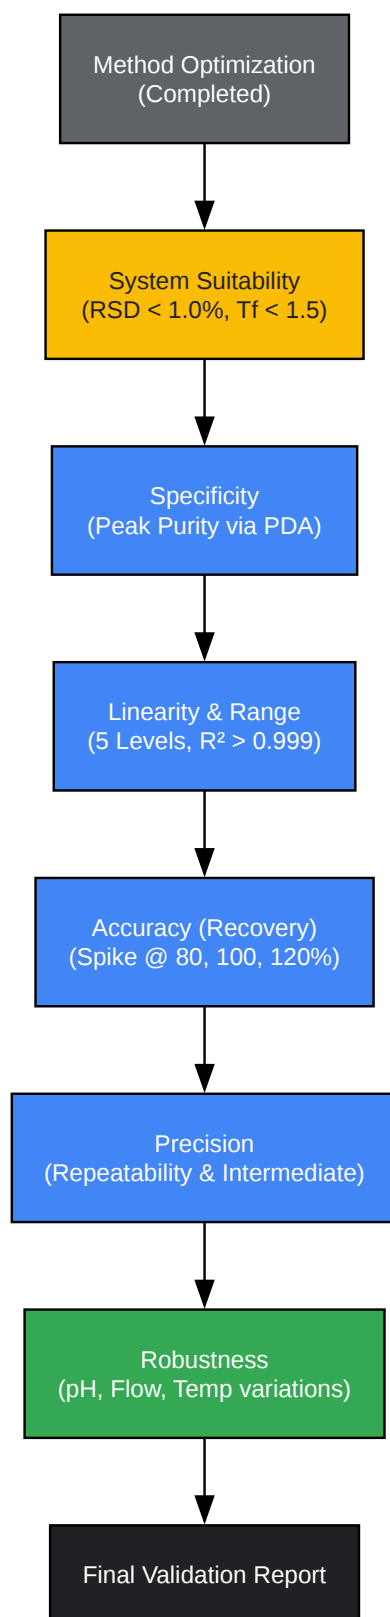 Method Optimization
(Completed)
System Suitability
(RSD < 1.0%, Tf < 1.5)
Specificity
(Peak Purity via PDA)
Linearity & Range
(5 Levels, R² > 0.999)
Accuracy (Recovery)
(Spike @ 80, 100, 120%)
Precision
(Repeatability & Intermediate)
Robustness
(pH, Flow, Temp variations)
Final Validation Report